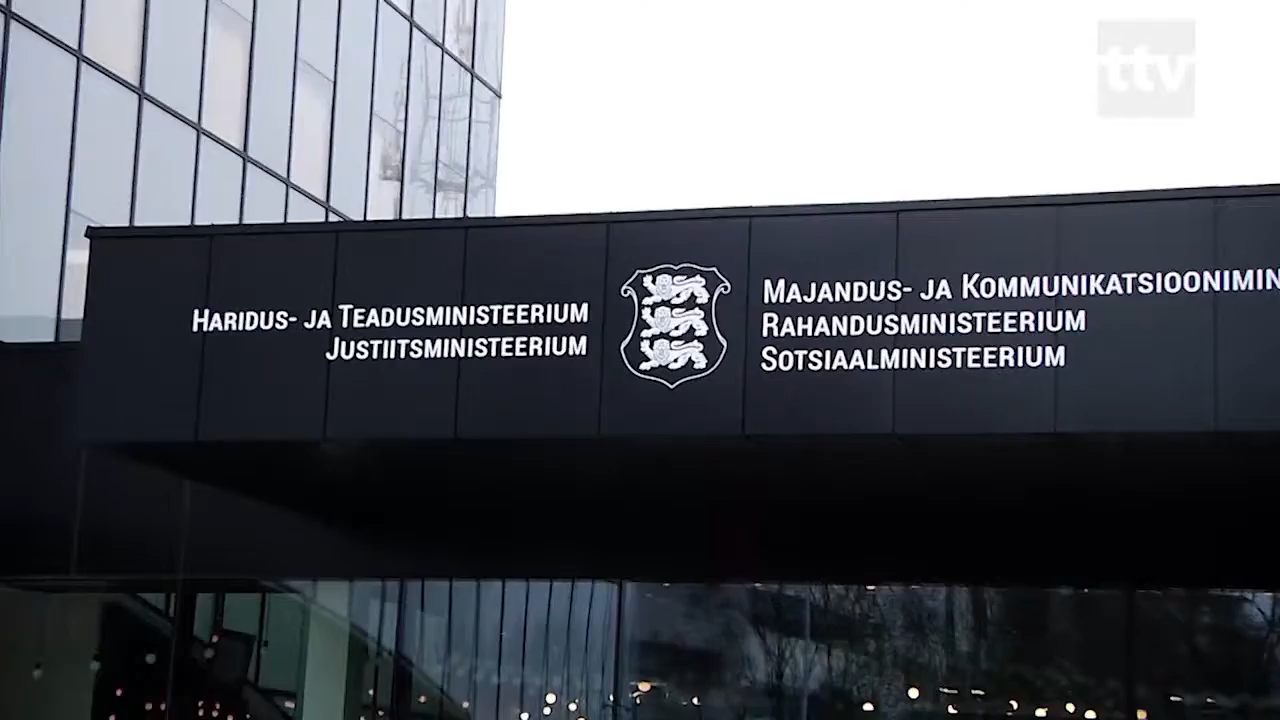 ttv
HARIDUS- JA TEADUSMINISTEERIUM
JUSTIITSMINISTEERIUM
MAJANDUS- JA KOMMUNIKATSIOONIMIN
RAHANDUSMINISTEERIUM
SOTSIAALMINISTEERIUM